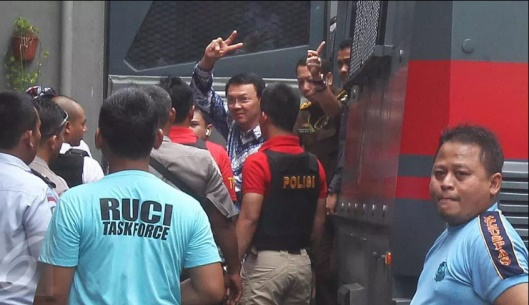 POLISI
RUCI
TASKFORCE